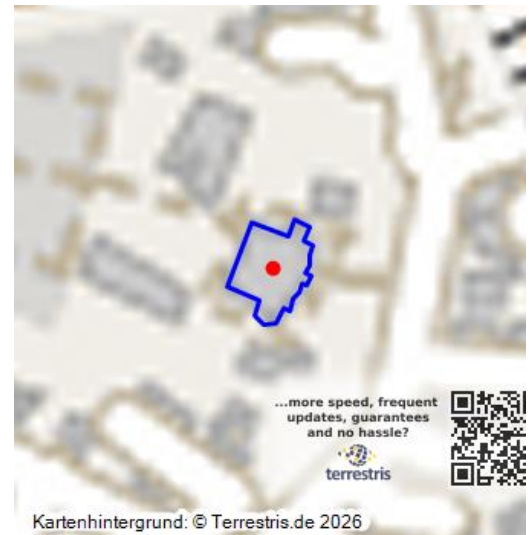 ...more speed, frequent
updates, guarantees
and no hassle?
terrestris
Kartenhintergrund: © Terrestris.de 2026